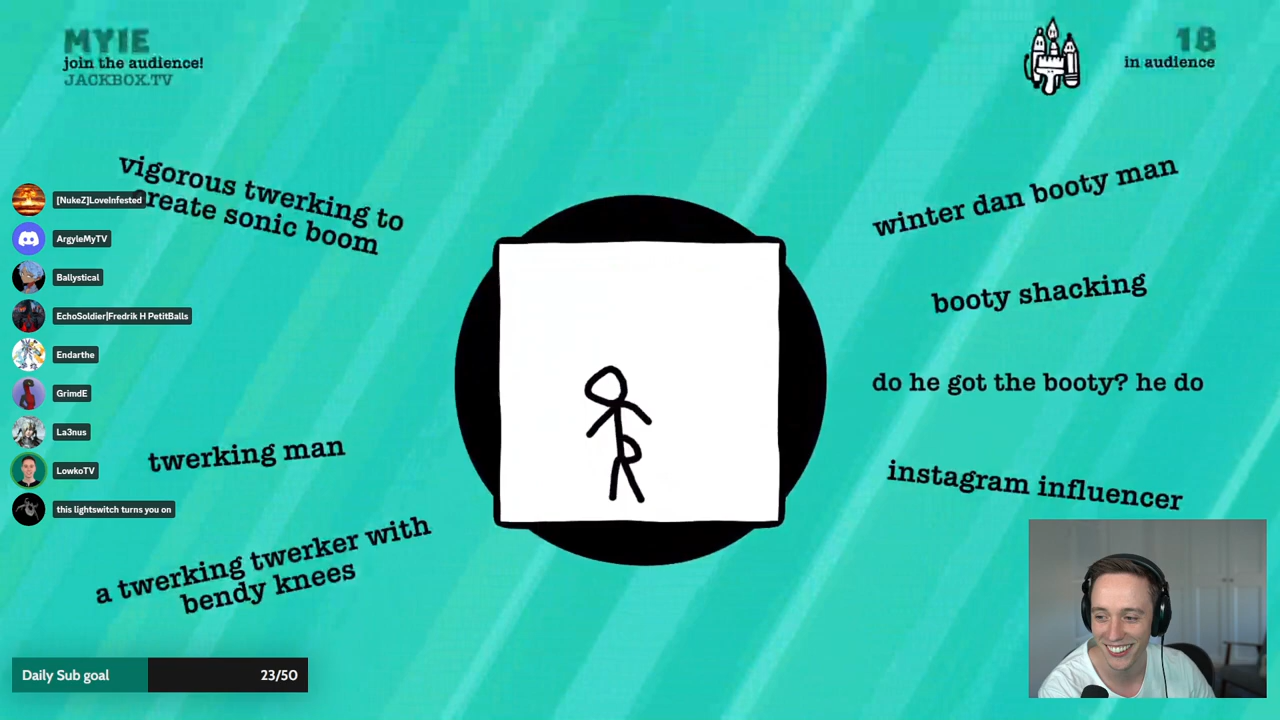 MYIE
join the audience!
JACKBOX.TV
18
in audience
vigorous twerking to
create sonic boom
winter dan booty man
booty shacking
do he got the booty? he do
instagram influencer
twerking man
a twerking twerker with
bendy knees
[NukeZ]LoveInfested
ArgyleMyTV
Ballystical
EchoSoldier|Fredrik H PetitBalls
Endarthe
GrimdE
La3nus
LowkoTV
this lightswitch turns you on
Daily Sub goal
23/50